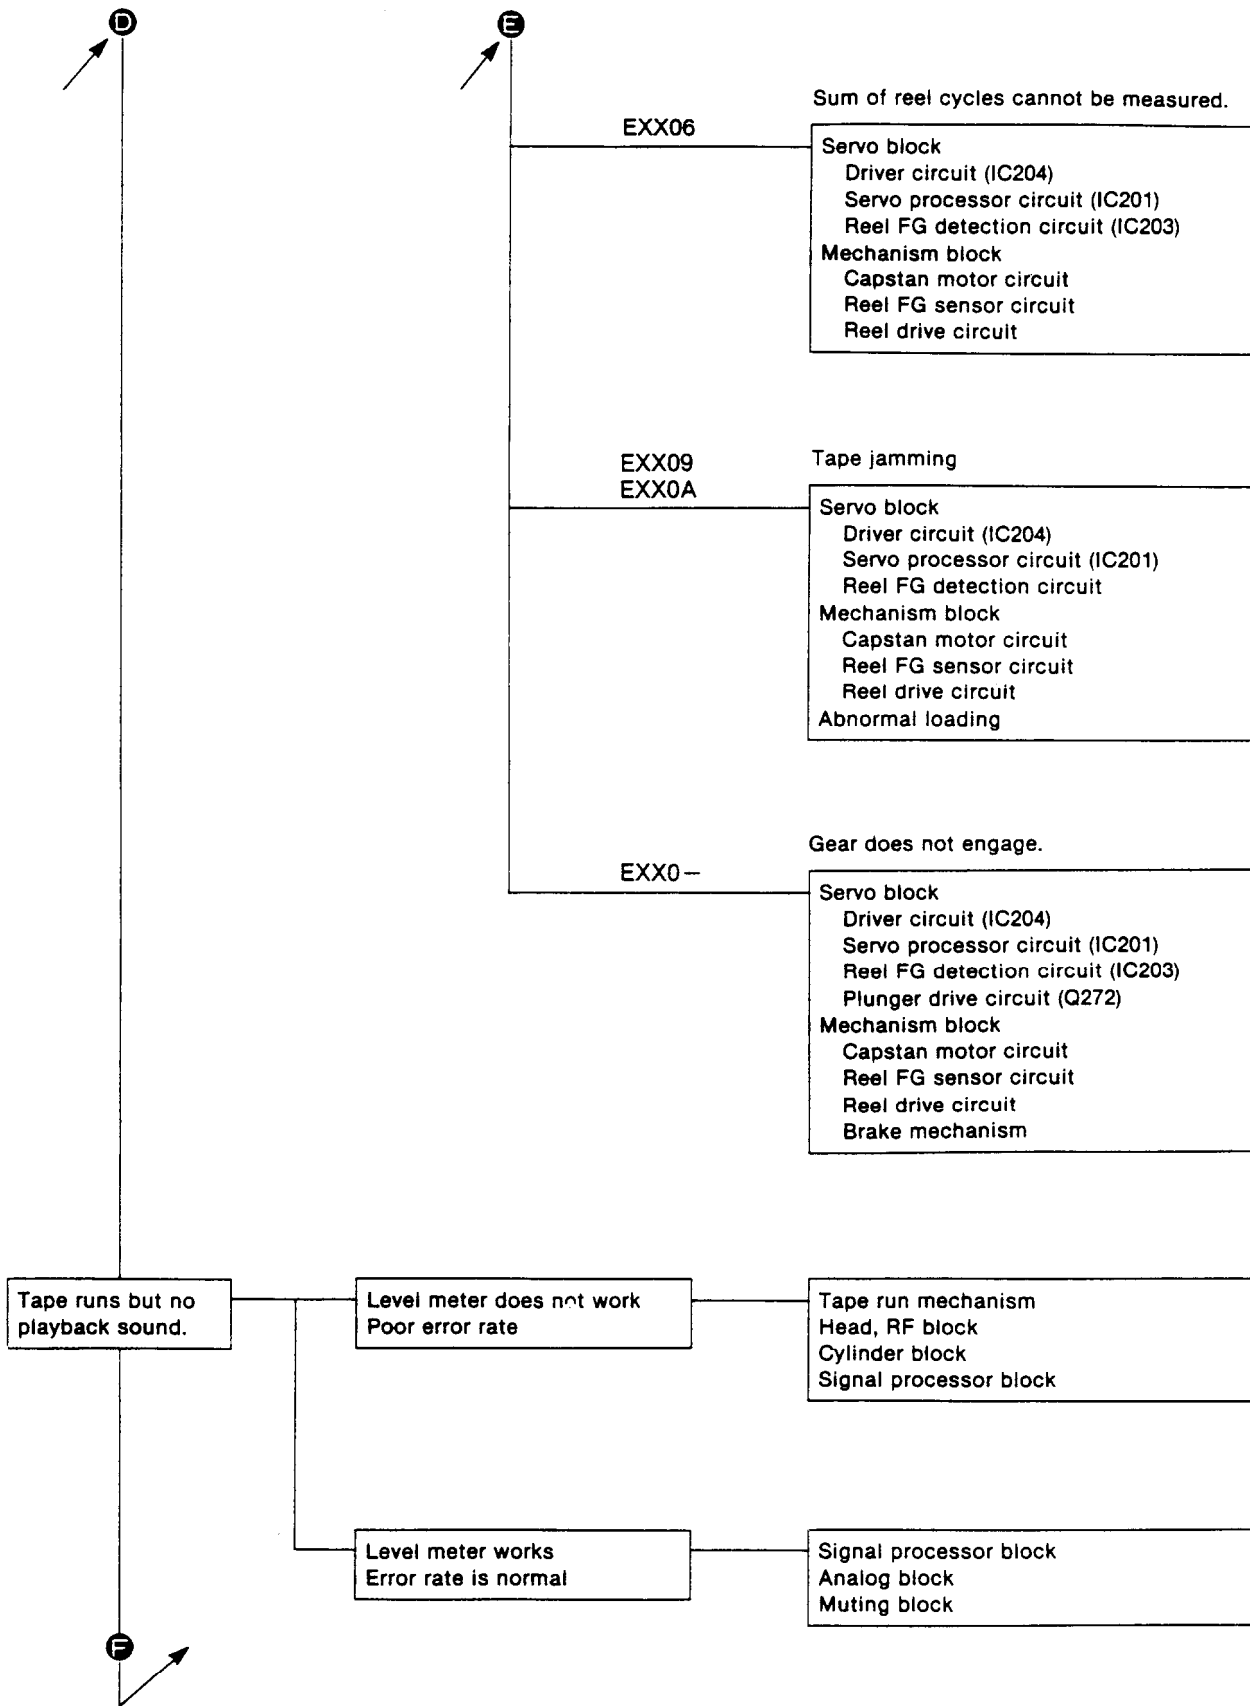 D
E
Sum of reel cycles cannot be measured.
EXX06
Servo block
Driver circuit (IC204)
Servo processor circuit (IC201)
Reel FG detection circuit (IC203)
Mechanism block
Capstan motor circuit
Reel FG sensor circuit
Reel drive circuit
EXX09
EXX0A
Tape jamming
Servo block
Driver circuit (IC204)
Servo processor circuit (IC201)
Reel FG detection circuit
Mechanism block
Capstan motor circuit
Reel FG sensor circuit
Reel drive circuit
Abnormal loading
Gear does not engage.
EXX0–
Servo block
Driver circuit (IC204)
Servo processor circuit (IC201)
Reel FG detection circuit (IC203)
Plunger drive circuit (Q272)
Mechanism block
Capstan motor circuit
Reel FG sensor circuit
Reel drive circuit
Brake mechanism
Tape runs but no
playback sound.
Level meter does not work
Poor error rate
Tape run mechanism
Head, RF block
Cylinder block
Signal processor block
Level meter works
Error rate is normal
Signal processor block
Analog block
Muting block
F